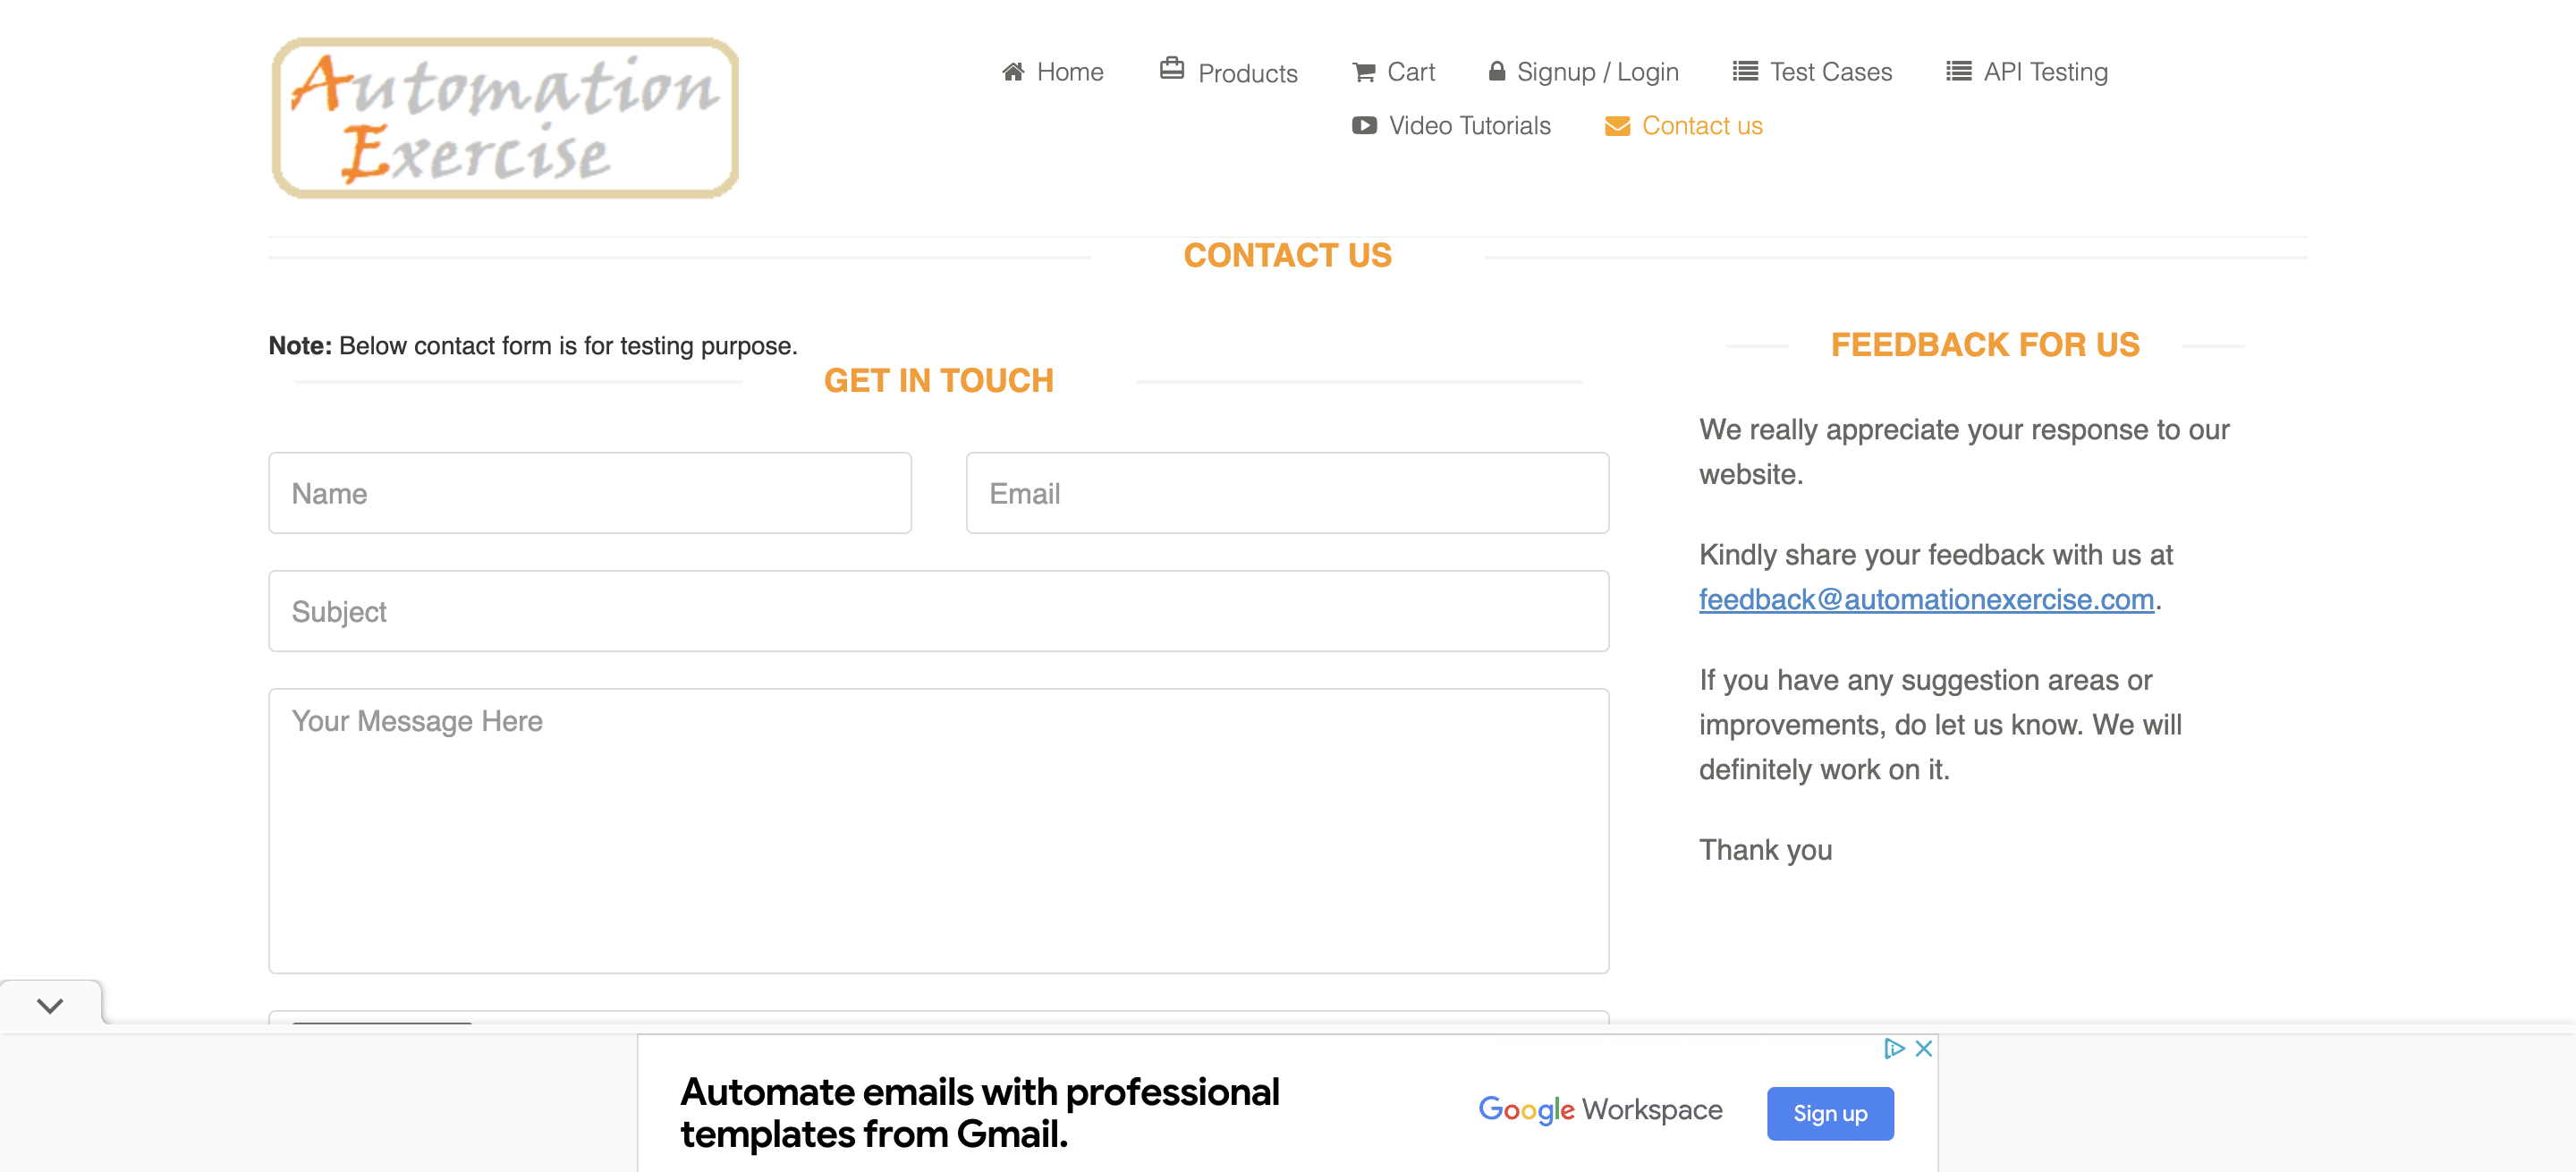 Automation
Exercise
Home
Products
Cart
Signup / Login
Test Cases
API Testing
Video Tutorials
Contact us
CONTACT US
Note: Below contact form is for testing purpose.
GET IN TOUCH
Name
Email
Subject
Your Message Here
FEEDBACK FOR US
We really appreciate your response to our
website.
Kindly share your feedback with us at
feedback@automationexercise.com.
If you have any suggestion areas or
improvements, do let us know. We will
definitely work on it.
Thank you
Automate emails with professional
templates from Gmail.
Google Workspace
Sign up